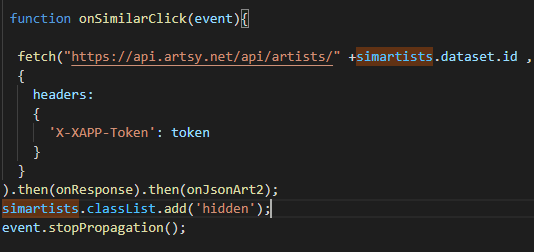 function onSimilarClick(event){
fetch("https://api.artsy.net/api/artists/" +simartists.dataset.id ,
{
headers:
{
'X-XAPP-Token': token
}
}
).then(onResponse).then(onJsonArt2);
simartists.classList.add('hidden');
event.stopPropagation();